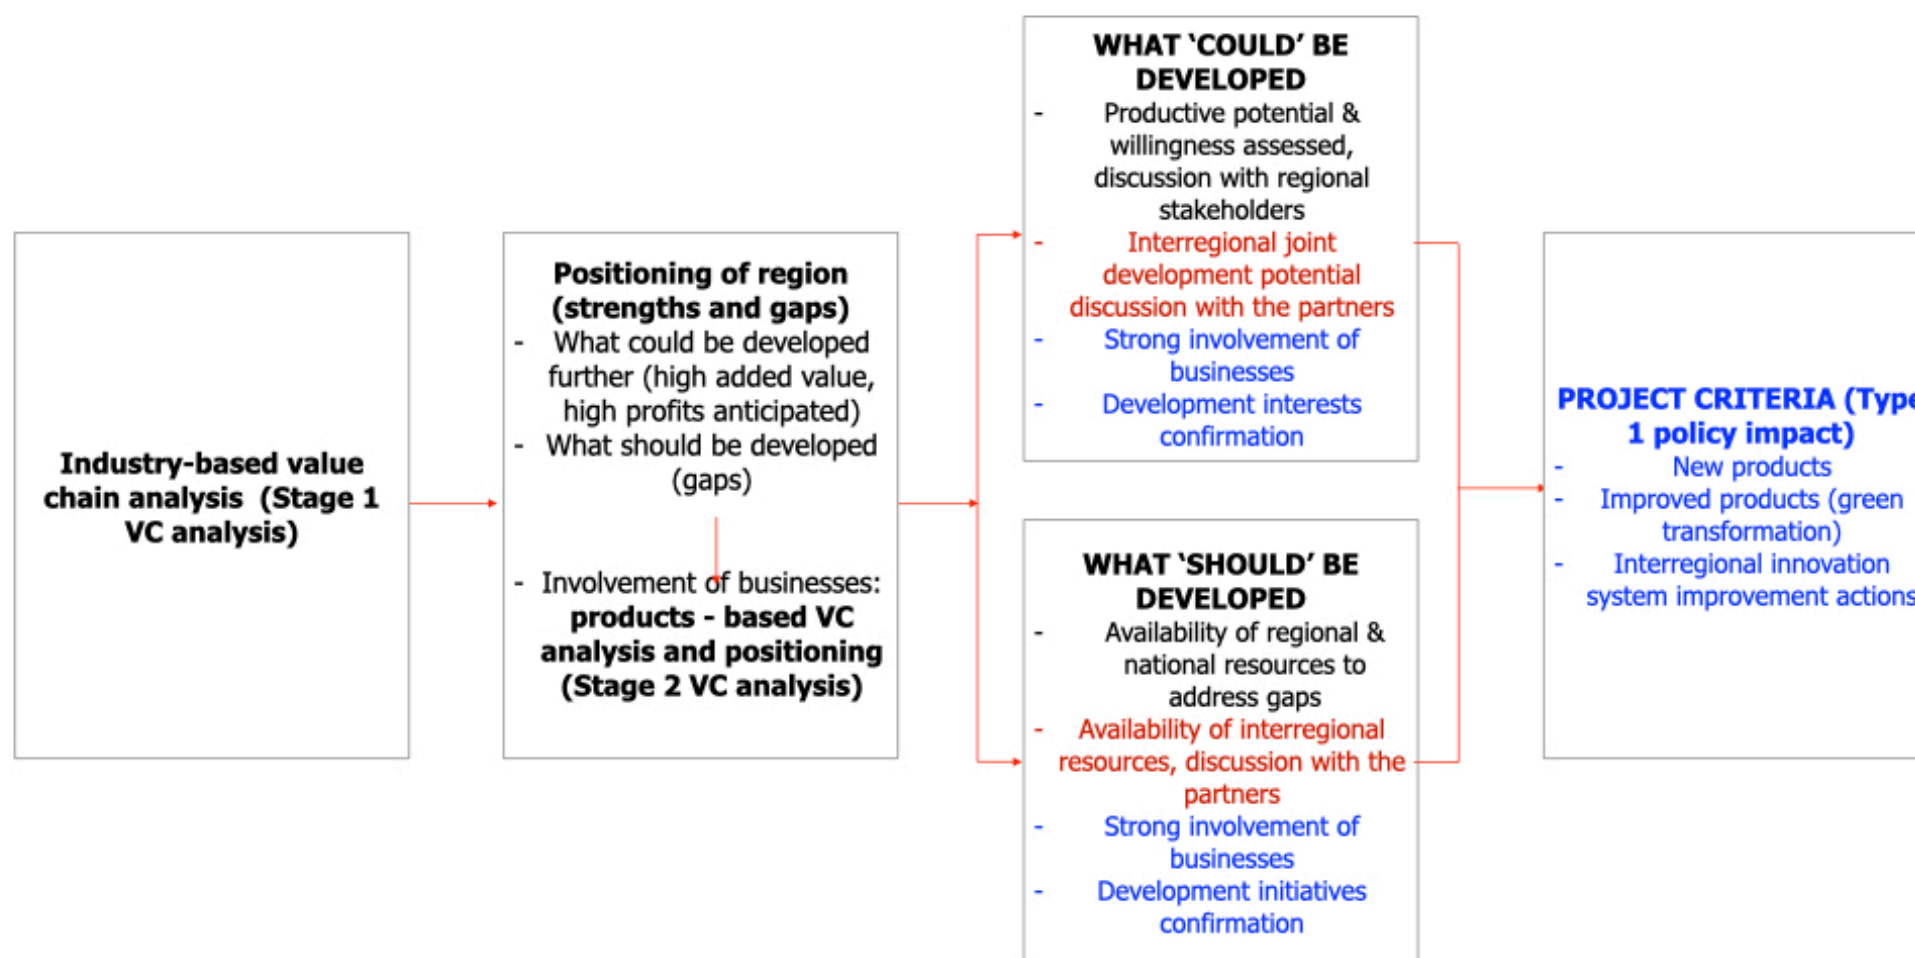 Industry-based value
chain analysis  (Stage 1
VC analysis)
Positioning of region
(strengths and gaps)
- What could be developed
further (high added value,
high profits anticipated)
- What should be developed
(gaps)
- Involvement of businesses:
products - based VC
analysis and positioning
(Stage 2 VC analysis)
WHAT ‘COULD’ BE
DEVELOPED
- Productive potential &
willingness assessed,
discussion with regional
stakeholders
- Interregional joint
development potential
discussion with the partners
- Strong involvement of
businesses
- Development interests
confirmation
WHAT ‘SHOULD’ BE
DEVELOPED
- Availability of regional &
national resources to
address gaps
- Availability of interregional
resources, discussion with the
partners
- Strong involvement of
businesses
- Development initiatives
confirmation
PROJECT CRITERIA (Type
1 policy impact)
- New products
- Improved products (green
transformation)
- Interregional innovation
system improvement actions